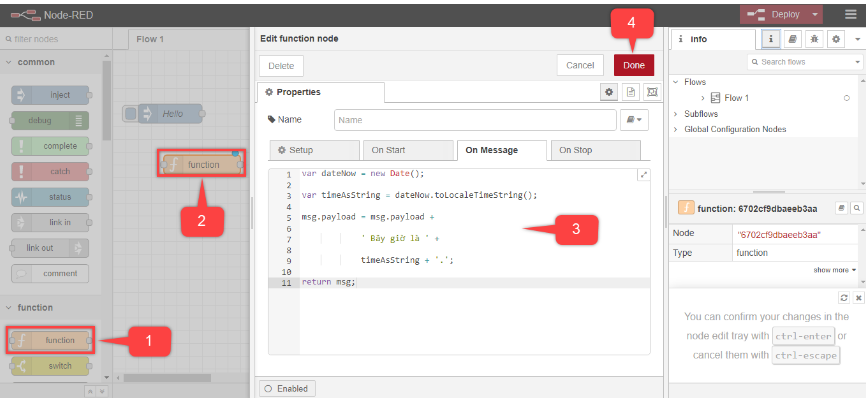 Node-RED
Deploy
filter nodes
common
inject
debug
complete
catch
status
link in
link out
comment
function
function
switch
Flow 1
Hello
function
1
2
3
4
Edit function node
Delete
Cancel
Done
Properties
Name
Name
Setup
On Start
On Message
On Stop
1 var dateNow = new Date();
2
3 var timeAsString = dateNow.toLocaleTimeString();
4
5 msg.payload = msg.payload +
6
7 ' Bây giờ là ' +
8
9 timeAsString + '.';
10
11 return msg;
Enabled
i info
i
Search flows
Flows
Flow 1
Subflows
Global Configuration Nodes
function: 6702cf9dbaeeb3aa
Node "6702cf9dbaeeb3aa"
Type function
show more
You can confirm your changes in the
node edit tray with ctrl-enter or
cancel them with ctrl-escape